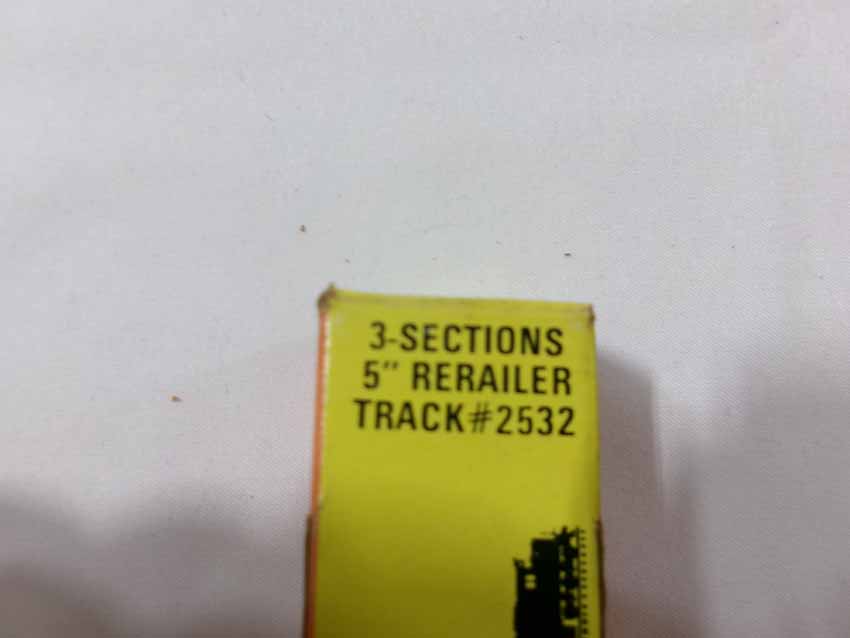 3-SECTIONS
5" RERAILER
TRACK#2532